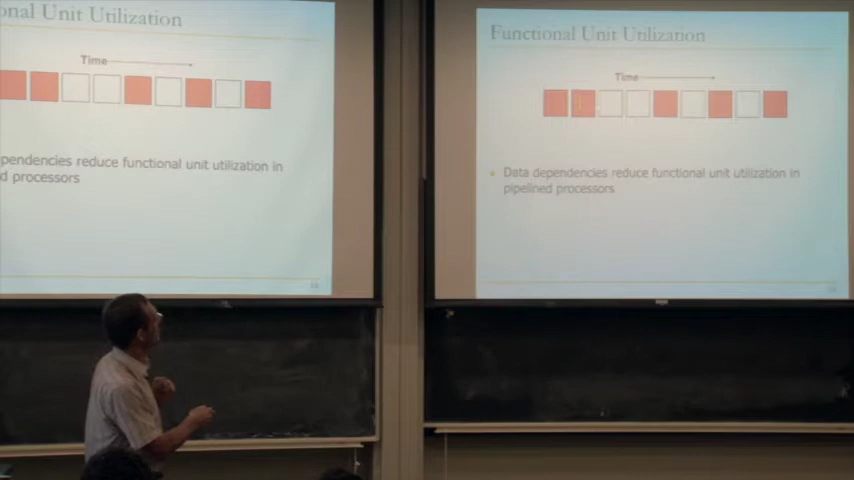 onal Unit Utilization
Time
pendencies reduce functional unit utilization in
d processors
Functional Unit Utilization
Time
Data dependencies reduce functional unit utilization in
pipelined processors